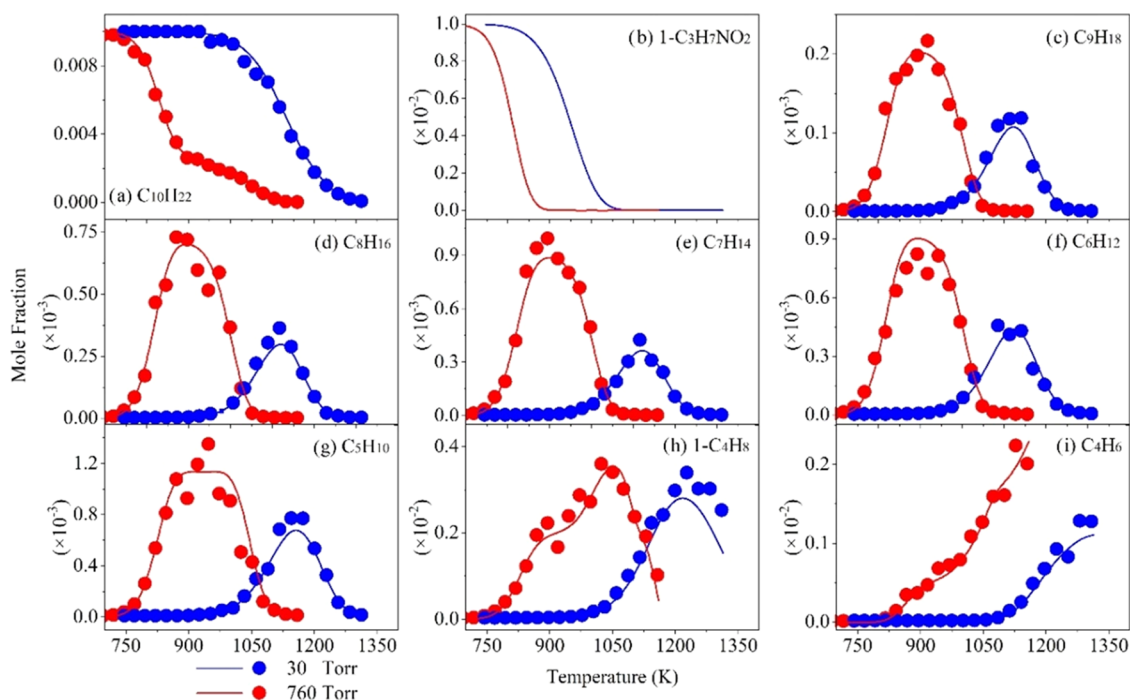 (a) C10H22
0.008
0.004
0.000
(b) 1-C3H7NO2
(×10⁻²)
1.0
0.8
0.6
0.4
0.2
0.0
(c) C9H18
(×10⁻³)
0.2
0.1
0.0
Mole Fraction
(d) C8H16
(×10⁻³)
0.75
0.50
0.25
0.00
(e) C7H14
(×10⁻³)
0.9
0.6
0.3
0.0
(f) C6H12
(×10⁻³)
0.9
0.6
0.3
0.0
(g) C5H10
(×10⁻³)
1.2
0.8
0.4
0.0
(h) 1-C4H8
(×10⁻²)
0.4
0.2
0.0
(i) C4H6
(×10⁻²)
0.2
0.1
0.0
750 900 1050 1200 1350
750 900 1050 1200 1350
750 900 1050 1200 1350
Temperature (K)
30 Torr
760 Torr